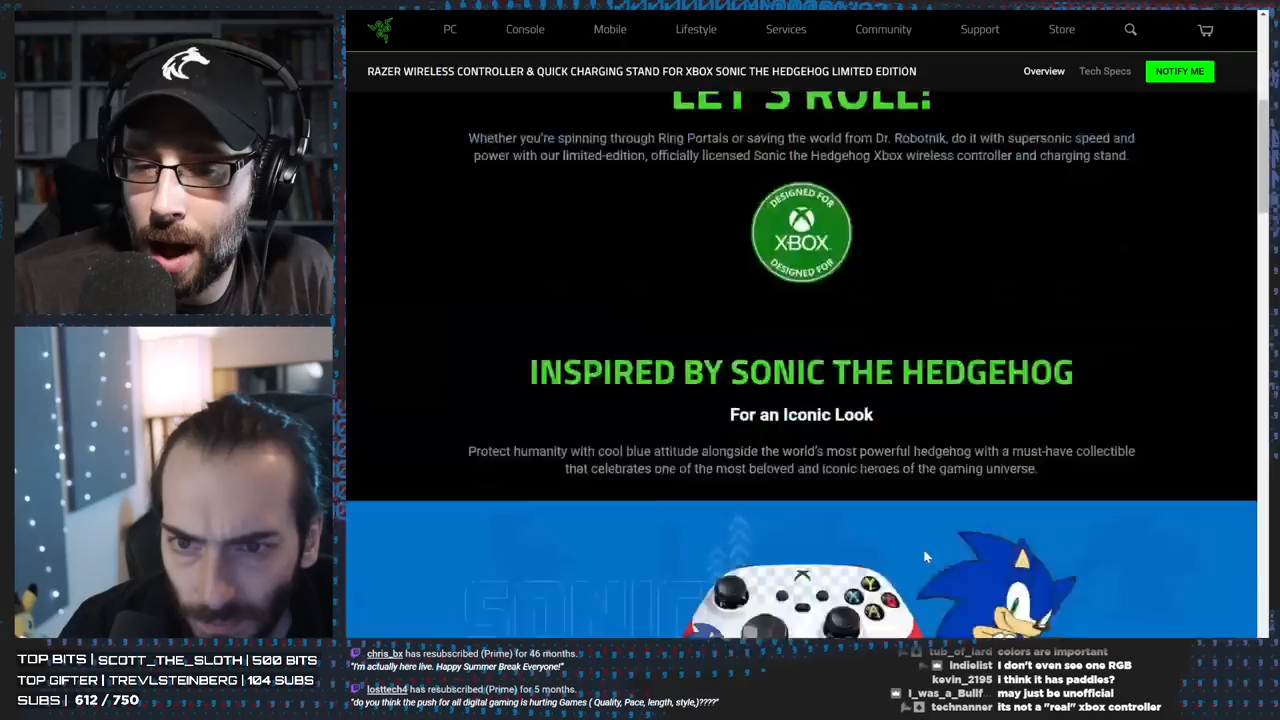 PC Console Mobile Lifestyle Services Community Support Store
RAZER WIRELESS CONTROLLER & QUICK CHARGING STAND FOR XBOX SONIC THE HEDGEHOG LIMITED EDITION
Overview Tech Specs NOTIFY ME
LET'S ROLL!
Whether you're spinning through Ring Portals or saving the world from Dr. Robotnik, do it with supersonic speed and
power with our limited-edition, officially licensed Sonic the Hedgehog Xbox wireless controller and charging stand.
DESIGNED FOR
XBOX
DESIGNED FOR
INSPIRED BY SONIC THE HEDGEHOG
For an Iconic Look
Protect humanity with cool blue attitude alongside the world's most powerful hedgehog with a must-have collectible
that celebrates one of the most beloved and iconic heroes of the gaming universe.
SONIC
Y
X B
A
TOP BITS | SCOTT_THE_SLOTH | 500 BITS
TOP GIFTER | TREVLSTEINBERG | 104 SUBS
SUBS | 612 / 750
chris_bx has resubscribed (Prime) for 46 months.
"I'm actually here live. Happy Summer Break Everyone!"
losttech4 has resubscribed (Prime) for 5 months.
"do you think the push for all digital gaming is hurting Games ( Quality, Pace, length, style,)????"
tub_of_lard colors are important
Indielist I don't even see one RGB
kevin_2195 I think it has paddles?
I_was_a_Bullf... may just be unofficial
technanner its not a "real" xbox controller